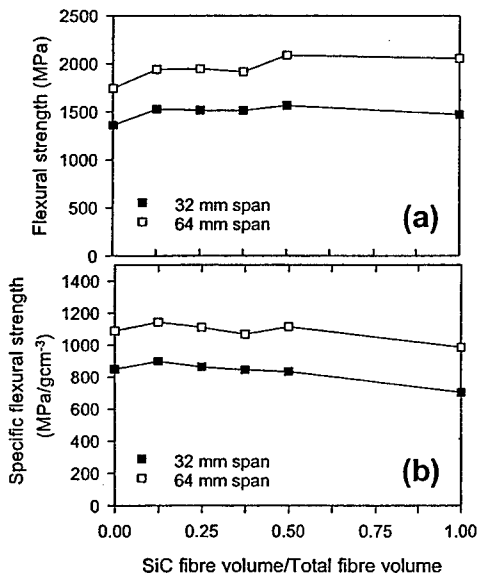 2500
2000
1500
1000
500
0
Flexural strength (MPa)
32 mm span
64 mm span
(a)
1400
1200
1000
800
600
400
200
0
Specific flexural strength
(MPa/gcm-3)
32 mm span
64 mm span
(b)
0.00 0.25 0.50 0.75 1.00
SiC fibre volume/Total fibre volume